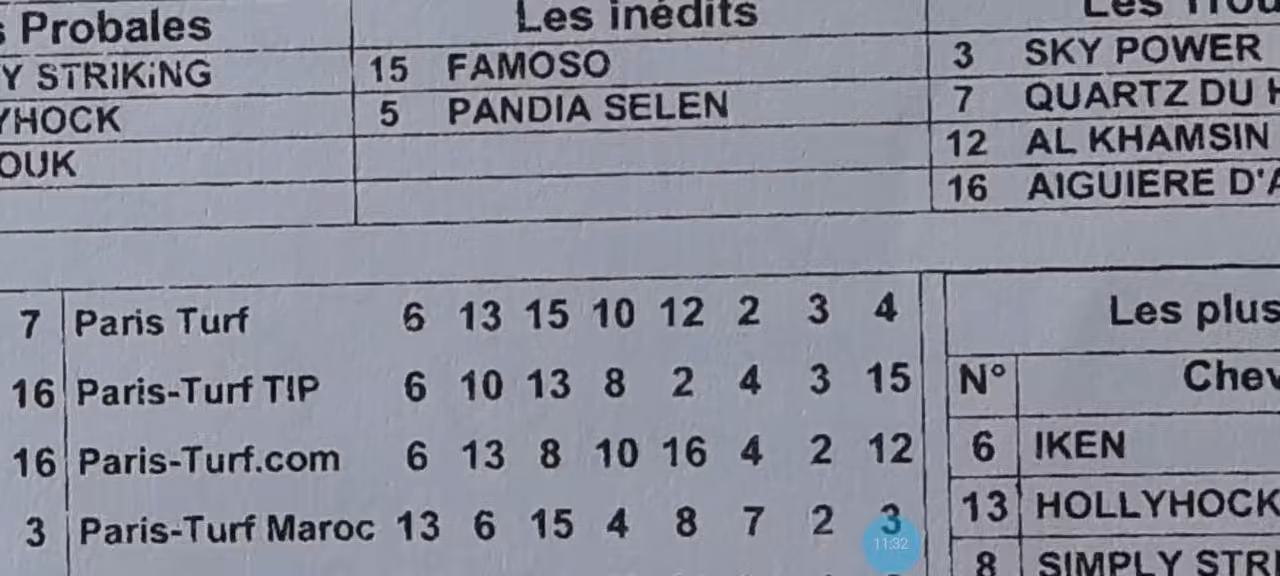 Probales
Les inédits
Y STRIKiNG
15 FAMOSO
3 SKY POWER
YHOCK
5 PANDIA SELEN
7 QUARTZ DU H
OUK
12 AL KHAMSIN
16 AIGUIERE D'A
7 Paris Turf 6 13 15 10 12 2 3 4
Les plus
16 Paris-Turf TIP 6 10 13 8 2 4 3 15
N° Chev
16 Paris-Turf.com 6 13 8 10 16 4 2 12
6 IKEN
3 Paris-Turf Maroc 13 6 15 4 8 7 2 3
13 HOLLYHOCK
11:32
8 SIMPLY STRI